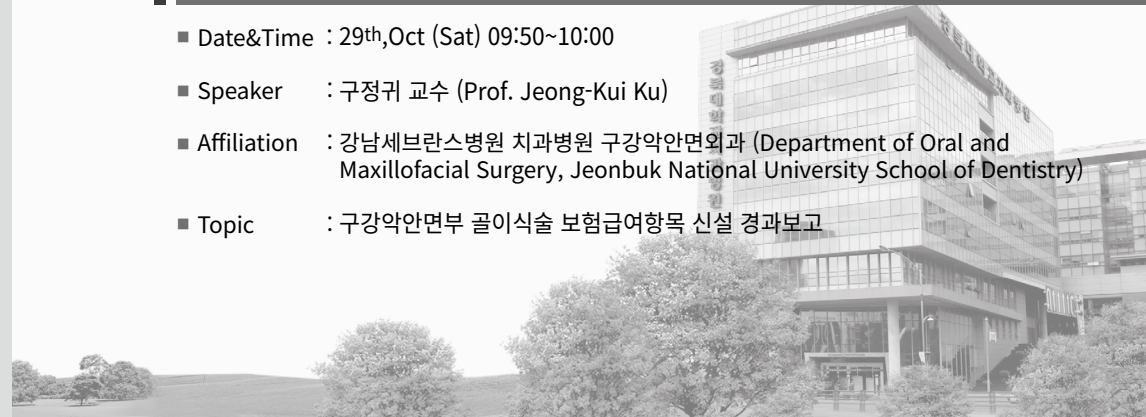 ■ Date&Time : 29th,Oct (Sat) 09:50~10:00
■ Speaker : 구정귀 교수 (Prof. Jeong-Kui Ku)
■ Affiliation : 강남세브란스병원 치과병원 구강악안면외과 (Department of Oral and
Maxillofacial Surgery, Jeonbuk National University School of Dentistry)
■ Topic : 구강악안면부 골이식술 보험급여항목 신설 경과보고